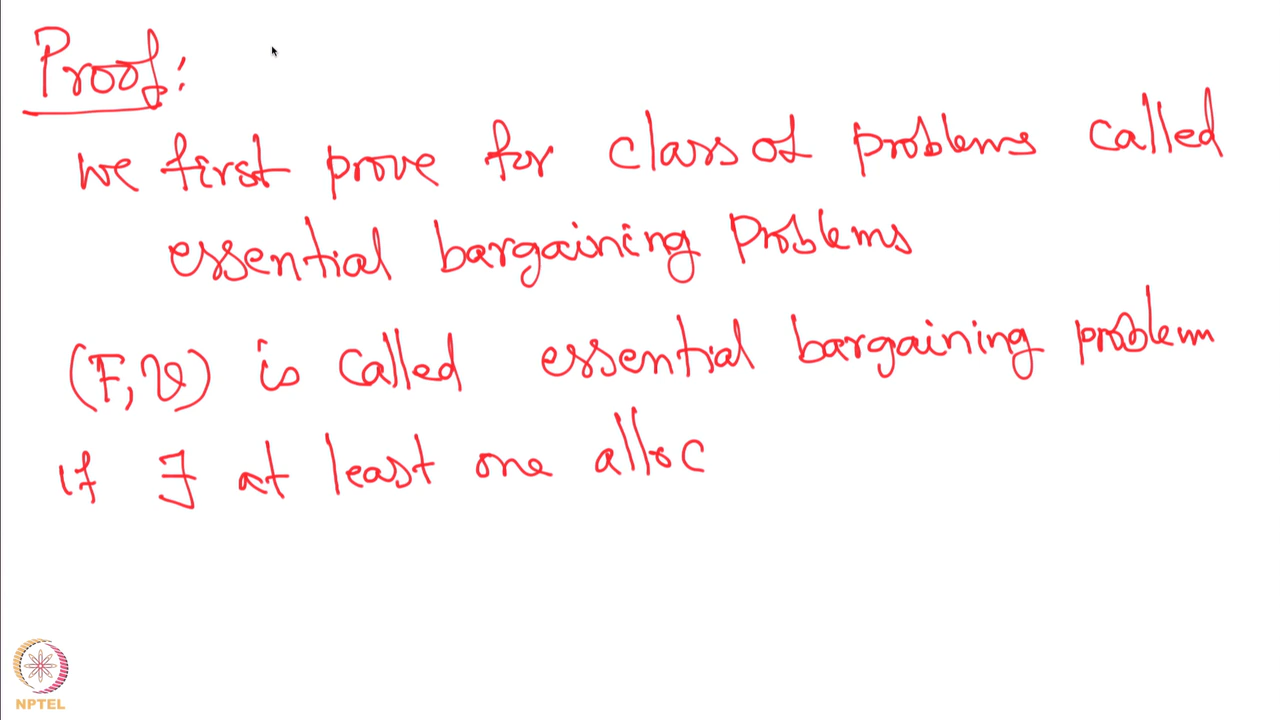 Proof:
we first prove for class of problems called
essential bargaining Problems
(F, v) is called essential bargaining problem
if ∃ at least one alloc
NPTEL